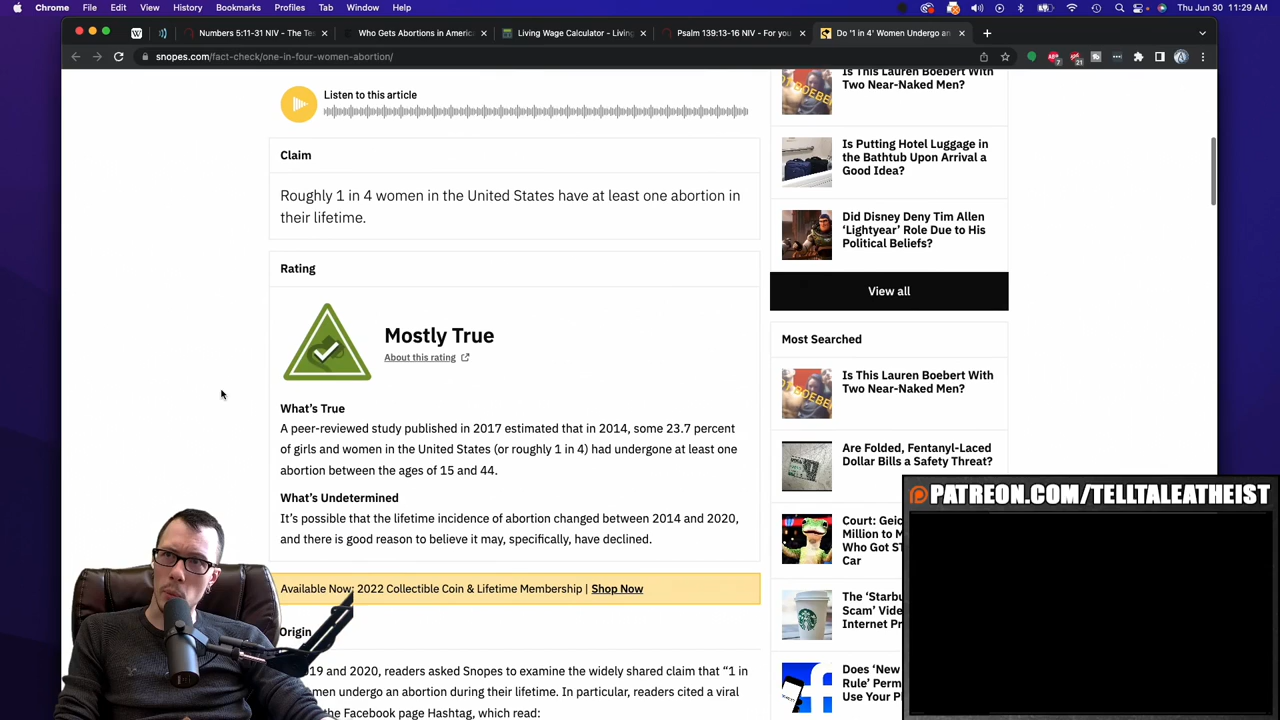 Chrome File Edit View History Bookmarks Profiles Tab Window Help
Thu Jun 30 11:29 AM
Numbers 5:11-31 NIV - The Te
Who Gets Abortions in America
Living Wage Calculator - Living
Psalm 139:13-16 NIV - For you
Do '1 in 4' Women Undergo an
snopes.com/fact-check/one-in-four-women-abortion/
Listen to this article
Claim
Roughly 1 in 4 women in the United States have at least one abortion in
their lifetime.
Rating
Mostly True
About this rating
What's True
A peer-reviewed study published in 2017 estimated that in 2014, some 23.7 percent
of girls and women in the United States (or roughly 1 in 4) had undergone at least one
abortion between the ages of 15 and 44.
What's Undetermined
It's possible that the lifetime incidence of abortion changed between 2014 and 2020,
and there is good reason to believe it may, specifically, have declined.
Available Now: 2022 Collectible Coin & Lifetime Membership | Shop Now
Origin
19 and 2020, readers asked Snopes to examine the widely shared claim that "1 in
men undergo an abortion during their lifetime. In particular, readers cited a viral
the Facebook page Hashtag, which read:
Is This Lauren Boebert With
Two Near-Naked Men?
Is Putting Hotel Luggage in
the Bathtub Upon Arrival a
Good Idea?
Did Disney Deny Tim Allen
'Lightyear' Role Due to His
Political Beliefs?
View all
Most Searched
Is This Lauren Boebert With
Two Near-Naked Men?
Are Folded, Fentanyl-Laced
Dollar Bills a Safety Threat?
Court: Geic
Million to M
Who Got ST
Car
The 'Starbu
Scam' Vide
Internet Pr
Does 'New
Rule' Perm
Use Your P
PATREON.COM/TELLTALEATHEIST